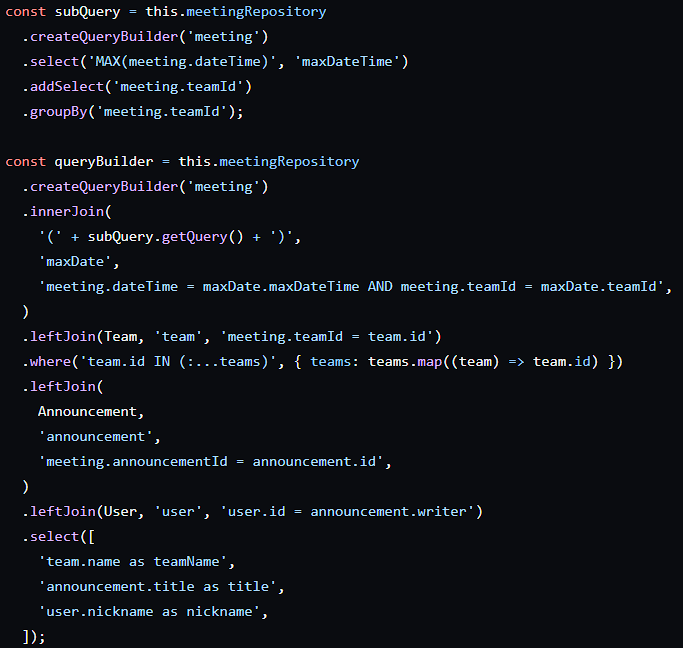 const subQuery = this.meetingRepository
  .createQueryBuilder('meeting')
  .select('MAX(meeting.dateTime)', 'maxDateTime')
  .addSelect('meeting.teamId')
  .groupBy('meeting.teamId');

const queryBuilder = this.meetingRepository
  .createQueryBuilder('meeting')
  .innerJoin(
    '(' + subQuery.getQuery() + ')',
    'maxDate',
    'meeting.dateTime = maxDate.maxDateTime AND meeting.teamId = maxDate.teamId',
  )
  .leftJoin(Team, 'team', 'meeting.teamId = team.id')
  .where('team.id IN (:...teams)', { teams: teams.map((team) => team.id) })
  .leftJoin(
    Announcement,
    'announcement',
    'meeting.announcementId = announcement.id',
  )
  .leftJoin(User, 'user', 'user.id = announcement.writer')
  .select([
    'team.name as teamName',
    'announcement.title as title',
    'user.nickname as nickname',
  ]);